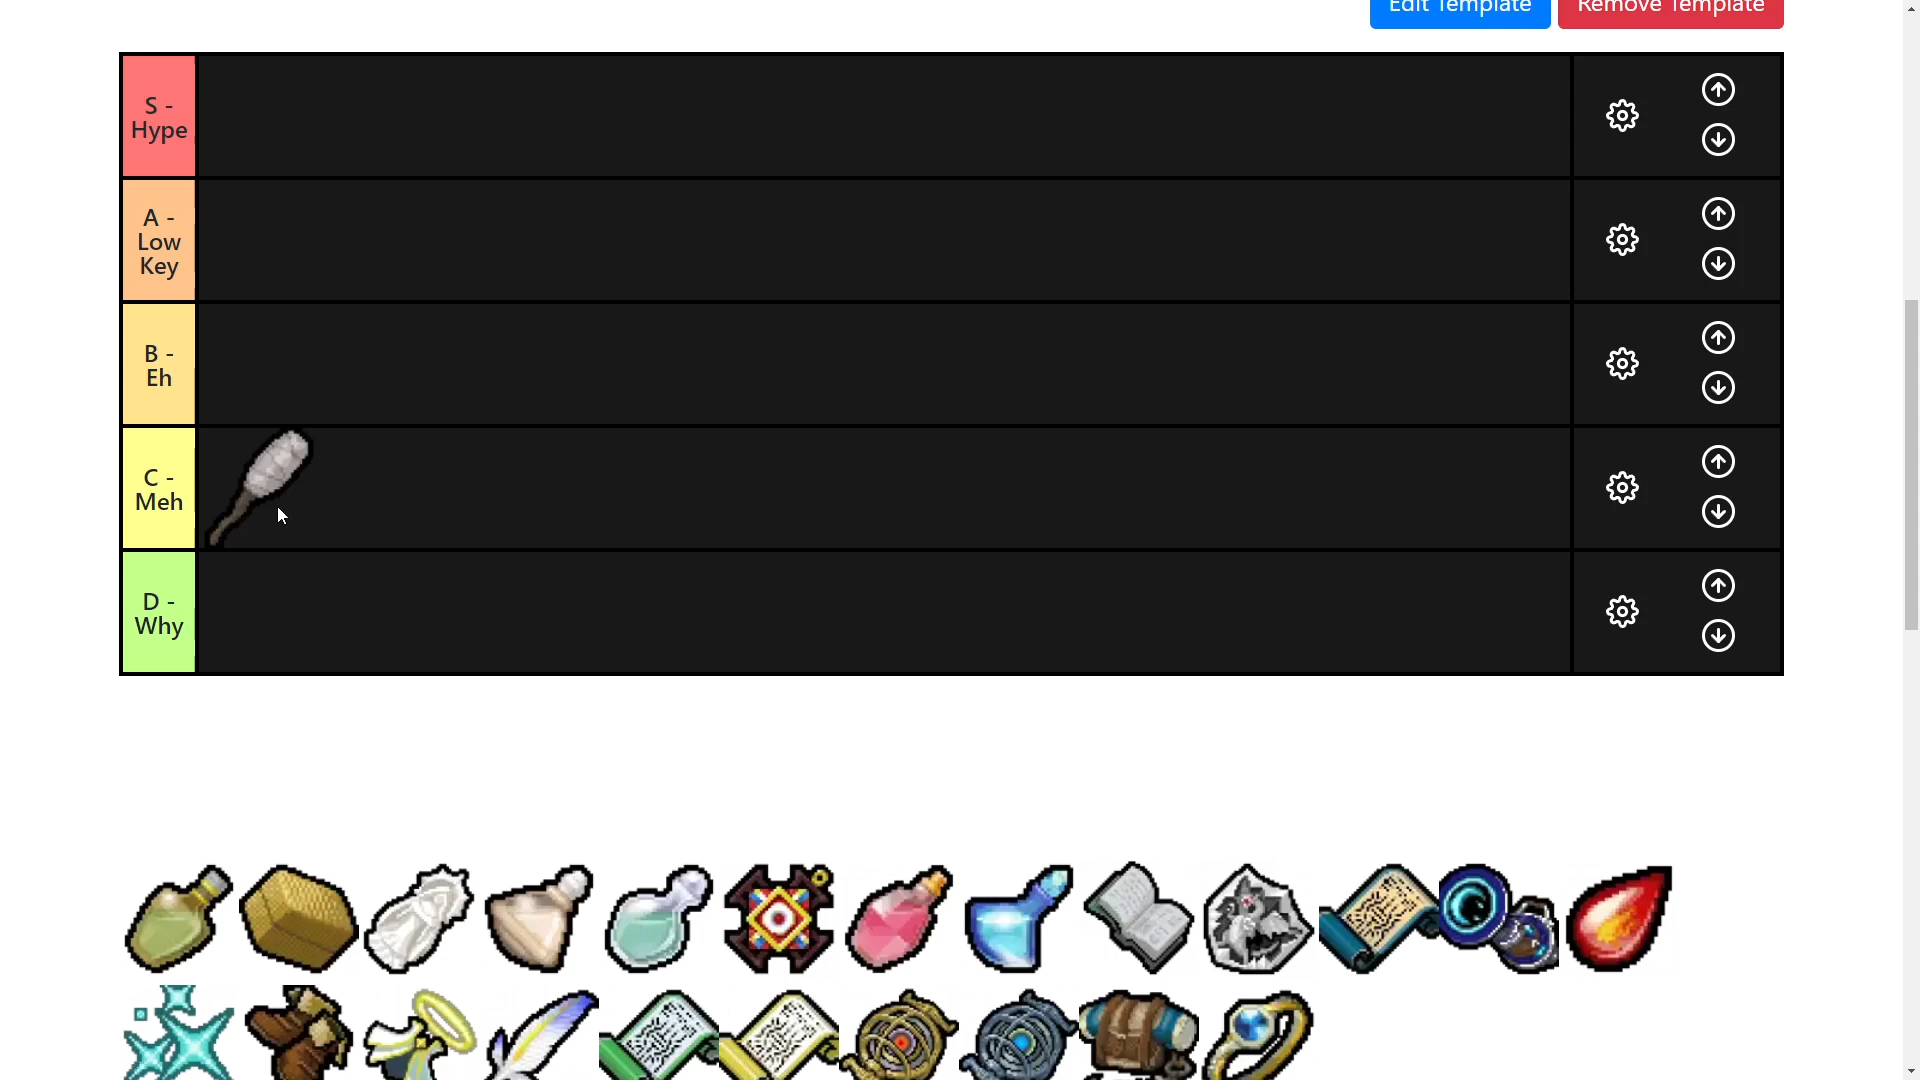 Edit Template
Remove Template
S -
Hype
A -
Low
Key
B -
Eh
C -
Meh
D -
Why